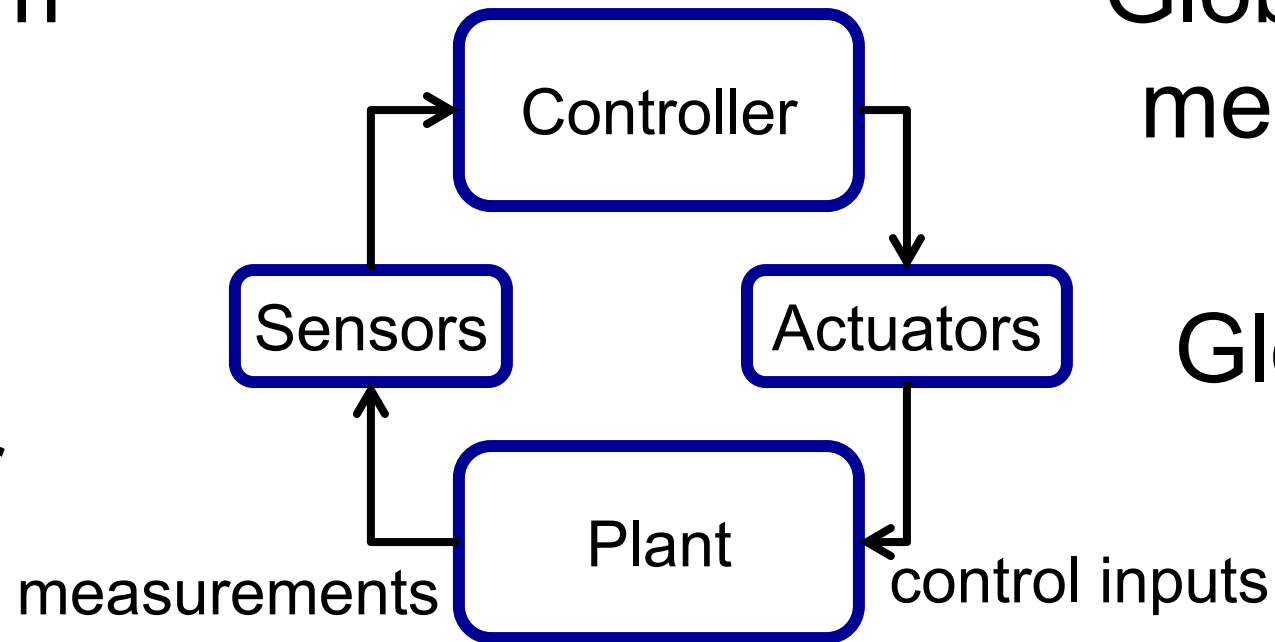 Controller
Sensors
Actuators
Plant
measurements
control inputs